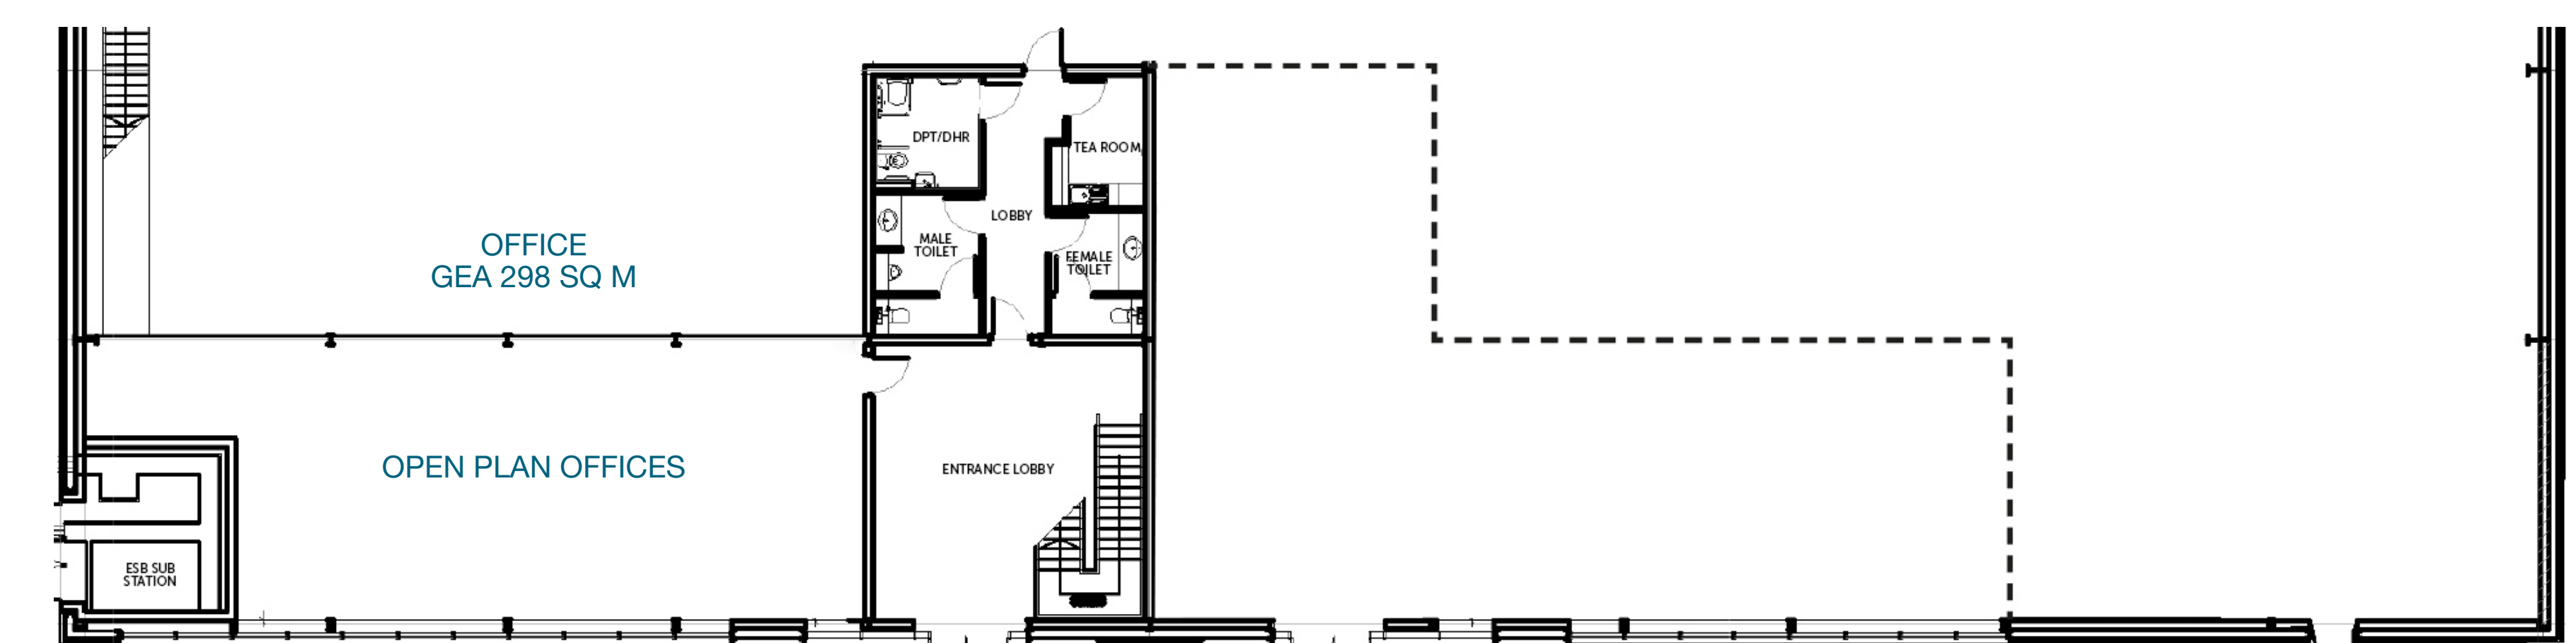 DPT/DHR
TEA ROOM
LOBBY
MALE
TOILET
FEMALE
TOILET
OFFICE
GEA 298 SQ M
OPEN PLAN OFFICES
ENTRANCE LOBBY
ESB SUB
STATION